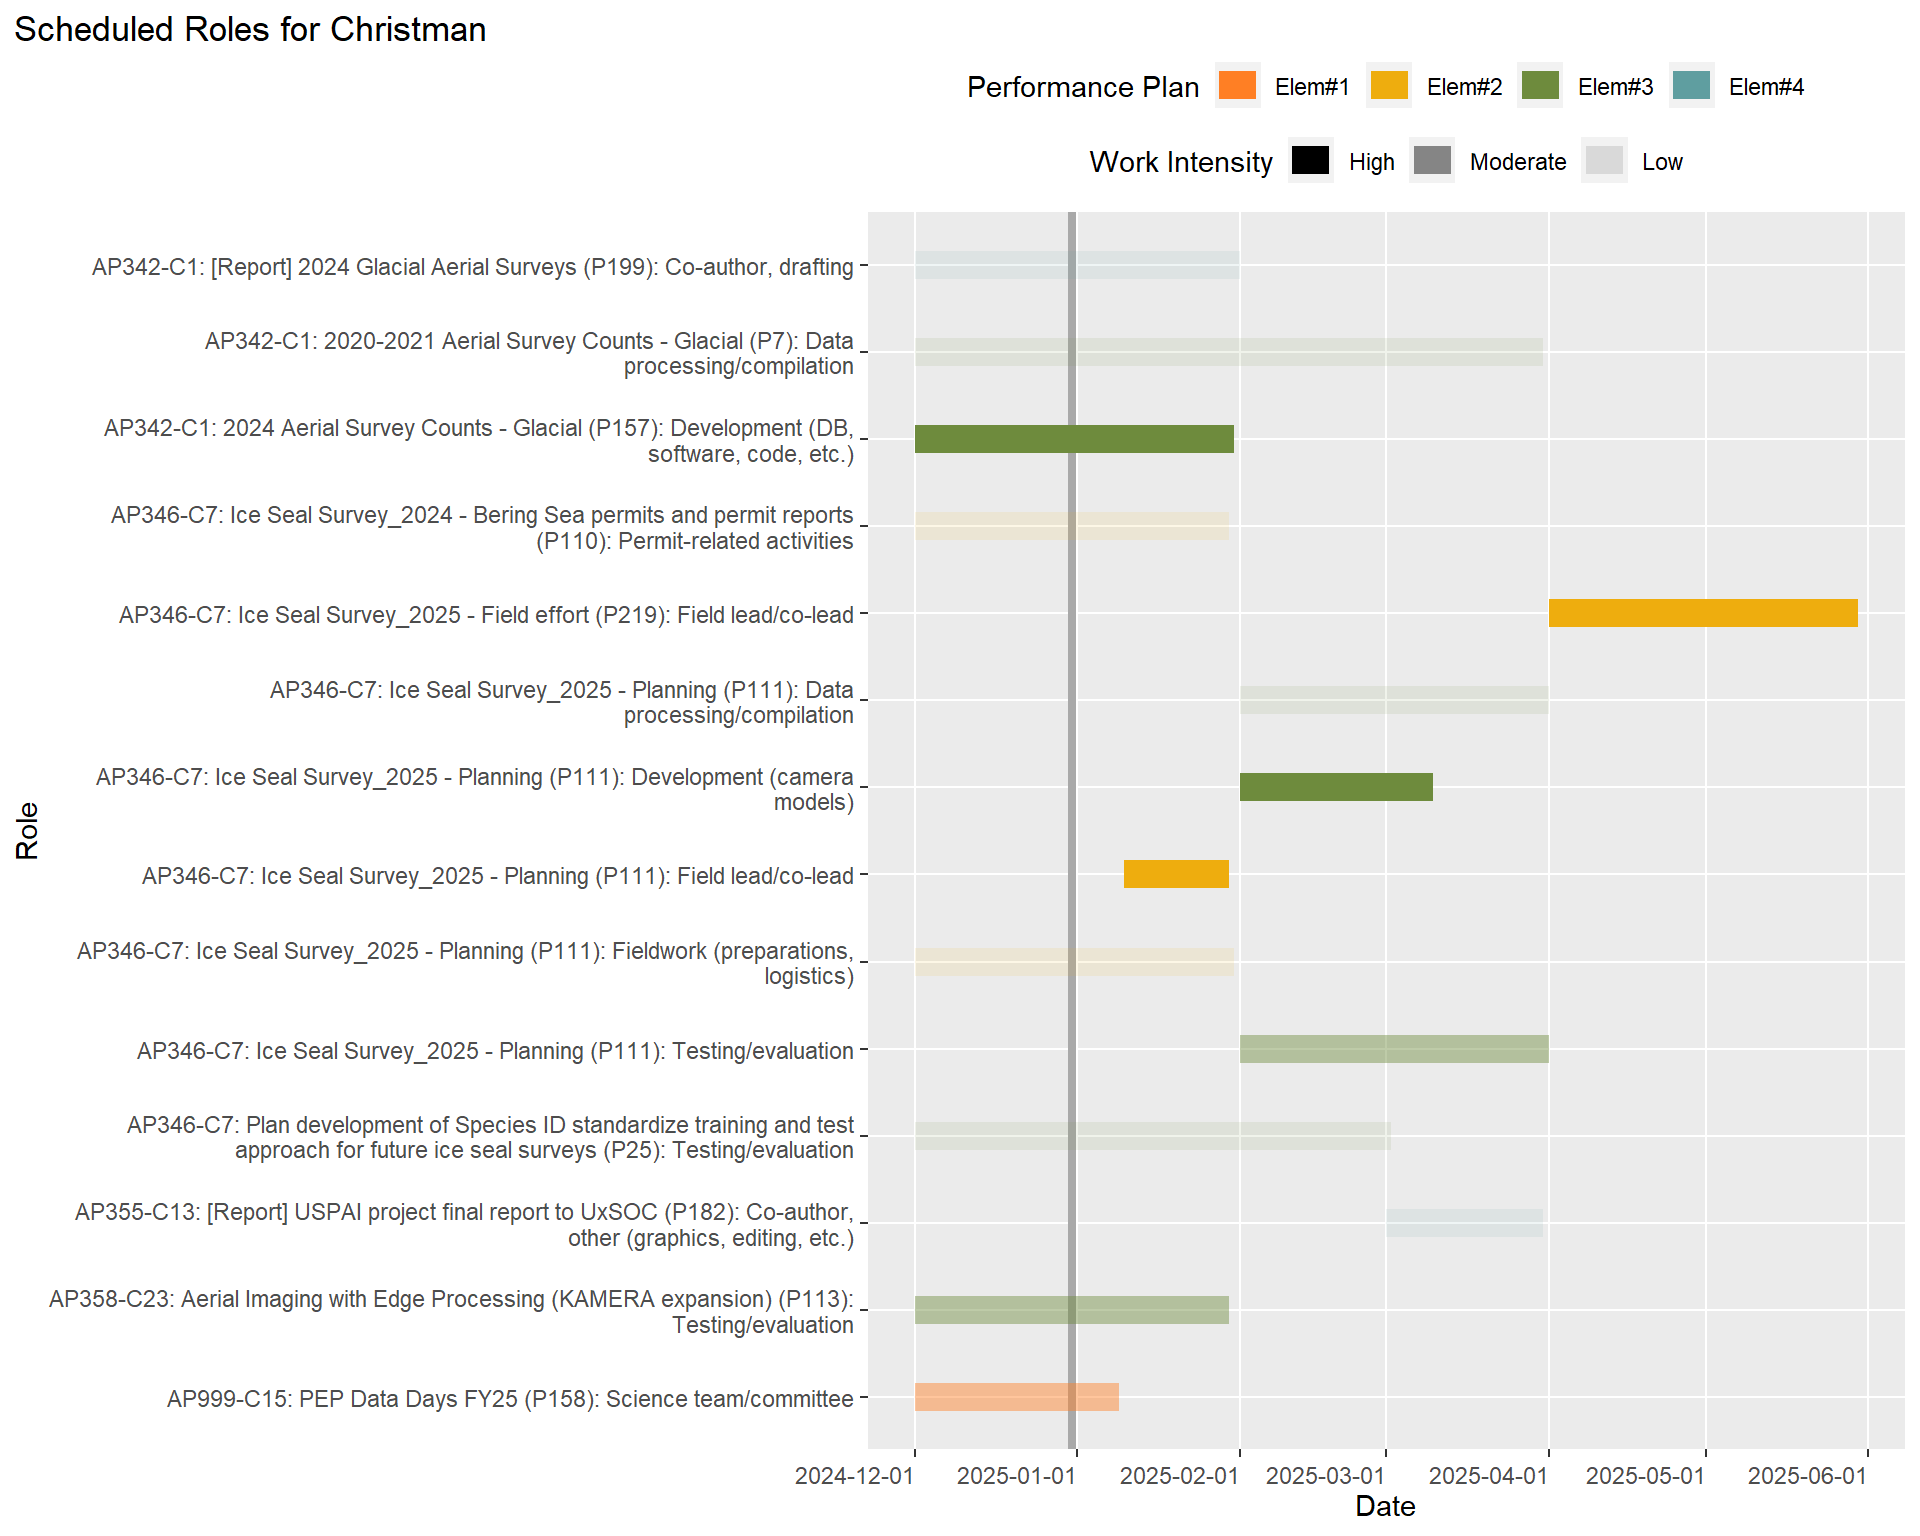 Scheduled Roles for Christman
Performance Plan Elem#1 Elem#2 Elem#3 Elem#4
Work Intensity High Moderate Low
AP342-C1: [Report] 2024 Glacial Aerial Surveys (P199): Co-author, drafting
AP342-C1: 2020-2021 Aerial Survey Counts - Glacial (P7): Data
processing/compilation
AP342-C1: 2024 Aerial Survey Counts - Glacial (P157): Development (DB,
software, code, etc.)
AP346-C7: Ice Seal Survey_2024 - Bering Sea permits and permit reports
(P110): Permit-related activities
AP346-C7: Ice Seal Survey_2025 - Field effort (P219): Field lead/co-lead
AP346-C7: Ice Seal Survey_2025 - Planning (P111): Data
processing/compilation
AP346-C7: Ice Seal Survey_2025 - Planning (P111): Development (camera
models)
AP346-C7: Ice Seal Survey_2025 - Planning (P111): Field lead/co-lead
AP346-C7: Ice Seal Survey_2025 - Planning (P111): Fieldwork (preparations,
logistics)
AP346-C7: Ice Seal Survey_2025 - Planning (P111): Testing/evaluation
AP346-C7: Plan development of Species ID standardize training and test
approach for future ice seal surveys (P25): Testing/evaluation
AP355-C13: [Report] USPAI project final report to UxSOC (P182): Co-author,
other (graphics, editing, etc.)
AP358-C23: Aerial Imaging with Edge Processing (KAMERA expansion) (P113):
Testing/evaluation
AP999-C15: PEP Data Days FY25 (P158): Science team/committee
Role
2024-12-01 2025-01-01 2025-02-01 2025-03-01 2025-04-01 2025-05-01 2025-06-01
Date